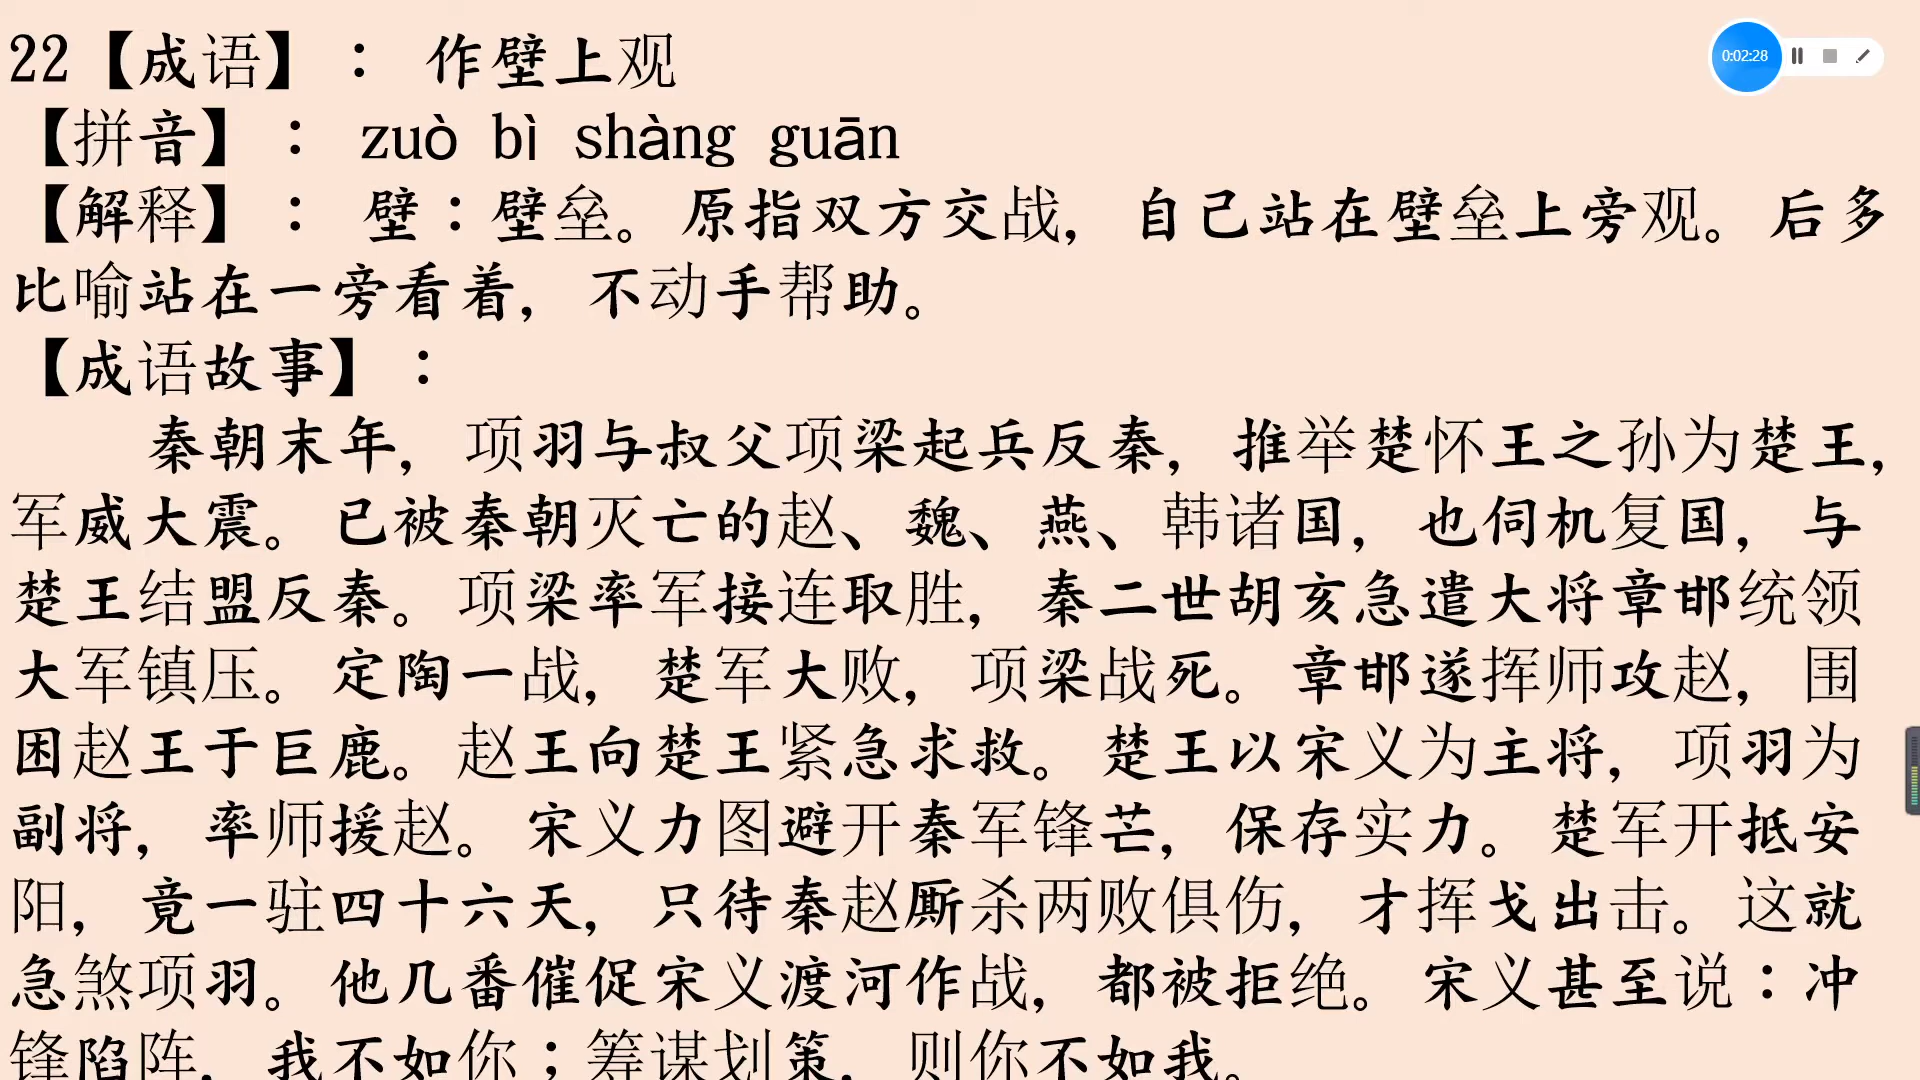 22【成语】 ： 作壁上观
0:02:28
【拼音】 ： zuò bì shàng guān
【解释】 ： 壁：壁垒。原指双方交战，自己站在壁垒上旁观。后多
比喻站在一旁看着，不动手帮助。
【成语故事】 ：
秦朝末年，项羽与叔父项梁起兵反秦，推举楚怀王之孙为楚王，
军威大震。已被秦朝灭亡的赵、魏、燕、韩诸国，也伺机复国，与
楚王结盟反秦。项梁率军接连取胜，秦二世胡亥急遣大将章邯统领
大军镇压。定陶一战，楚军大败，项梁战死。章邯遂挥师攻赵，围
困赵王于巨鹿。赵王向楚王紧急求救。楚王以宋义为主将，项羽为
副将，率师援赵。宋义力图避开秦军锋芒，保存实力。楚军开抵安
阳，竟一驻四十六天，只待秦赵厮杀两败俱伤，才挥戈出击。这就
急煞项羽。他几番催促宋义渡河作战，都被拒绝。宋义甚至说：冲
锋陷阵，我不如你；筹谋划策，则你不如我。